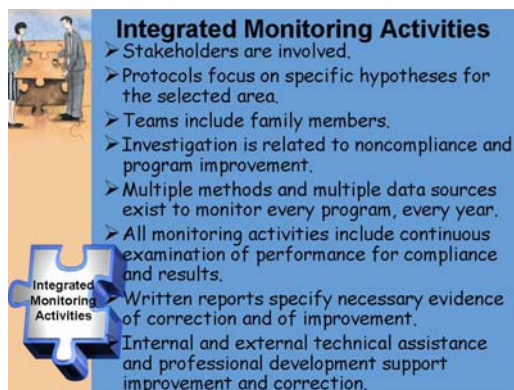 Integrated Monitoring Activities
➢Stakeholders are involved.
➢Protocols focus on specific hypotheses for
the selected area.
➢Teams include family members.
➢Investigation is related to noncompliance and
program improvement.
➢Multiple methods and multiple data sources
exist to monitor every program, every year.
➢All monitoring activities include continuous
examination of performance for compliance
and results.
➢Written reports specify necessary evidence
of correction and of improvement.
➢Internal and external technical assistance
and professional development support
improvement and correction.
Integrated
Monitoring
Activities